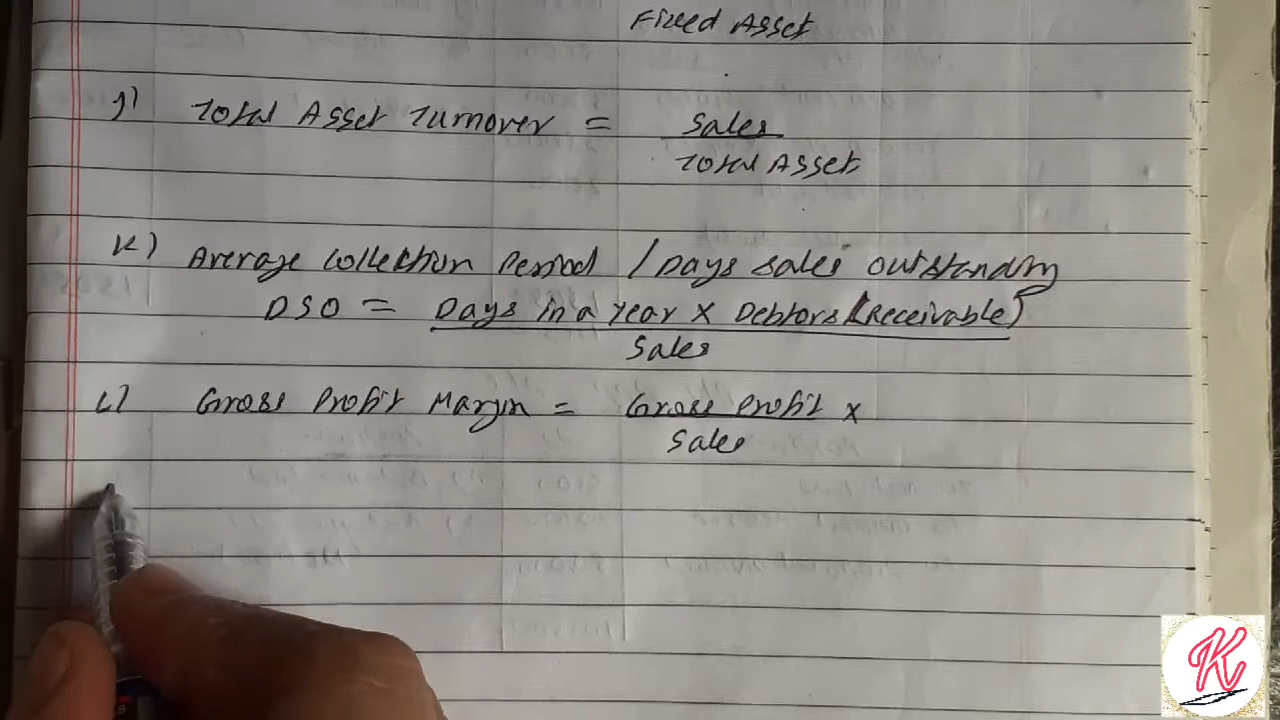 Fixed Asset
J) Total Asset Turnover = Sales
Total Asset
K) Average Collection Period / Days Sales Outstanding
DSO = Days in a year x Debtors (Receivable)
Sales
L) Gross Profit Margin = Gross Profit x
Sales
K